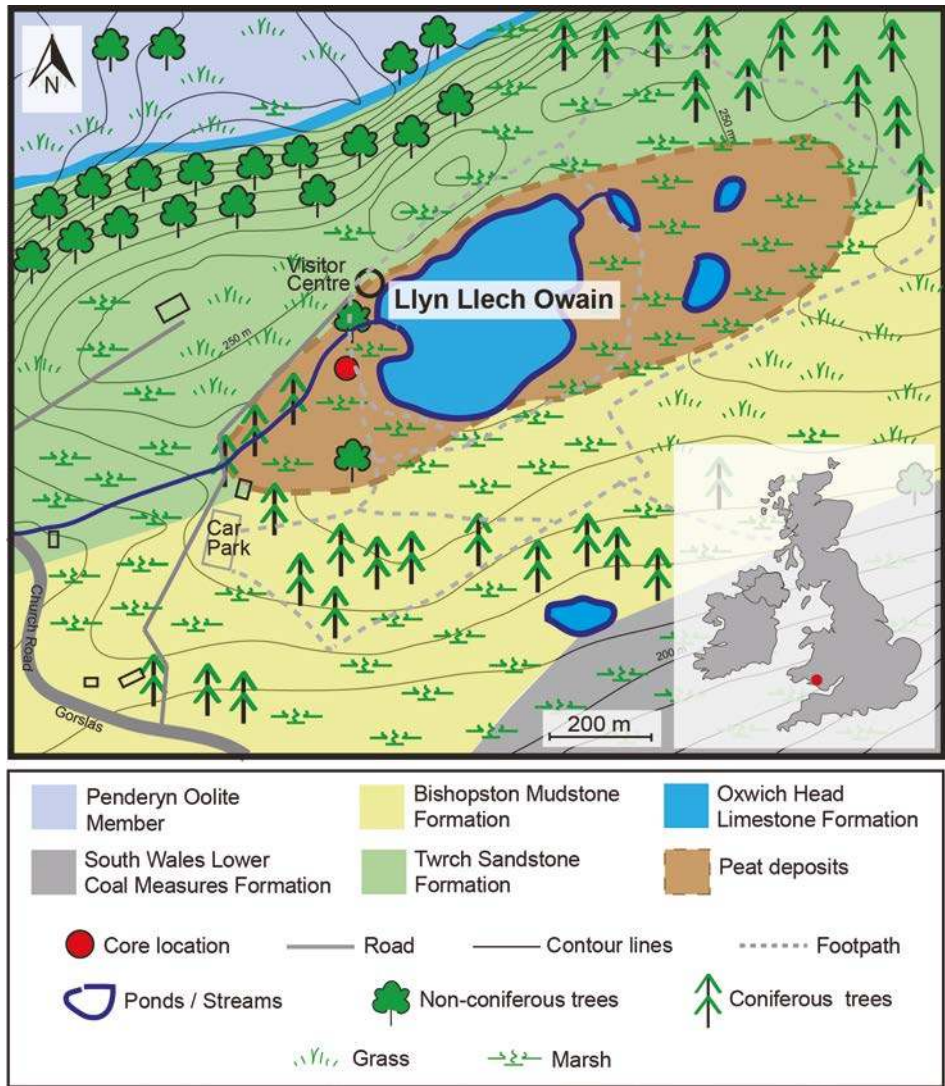 N
250 m
Visitor
Centre
Llyn Llech Owain
250 m
Car
Park
Church Road
Gorslas
200 m
200 m
Penderyn Oolite
Member
Bishopston Mudstone
Formation
Oxwich Head
Limestone Formation
South Wales Lower
Coal Measures Formation
Twrch Sandstone
Formation
Peat deposits
Core location
Road
Contour lines
Footpath
Ponds / Streams
Non-coniferous trees
Coniferous trees
Grass
Marsh